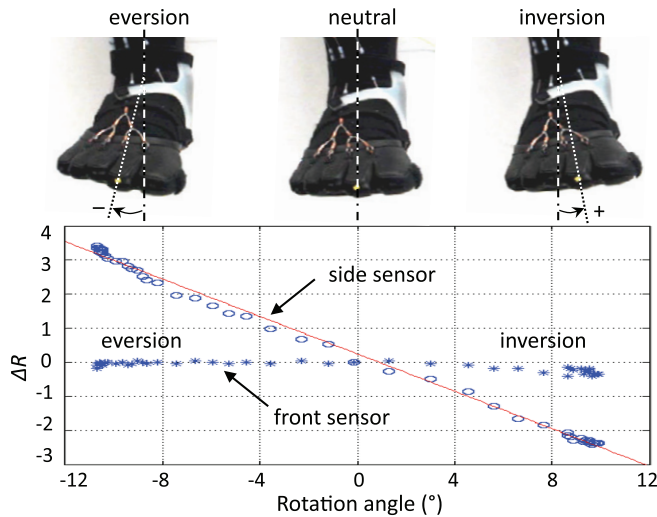 eversion neutral inversion
− +
4
3
2
1
0
-1
-2
-3
ΔR
side sensor
eversion inversion
front sensor
-12 -8 -4 0 4 8 12
Rotation angle (°)